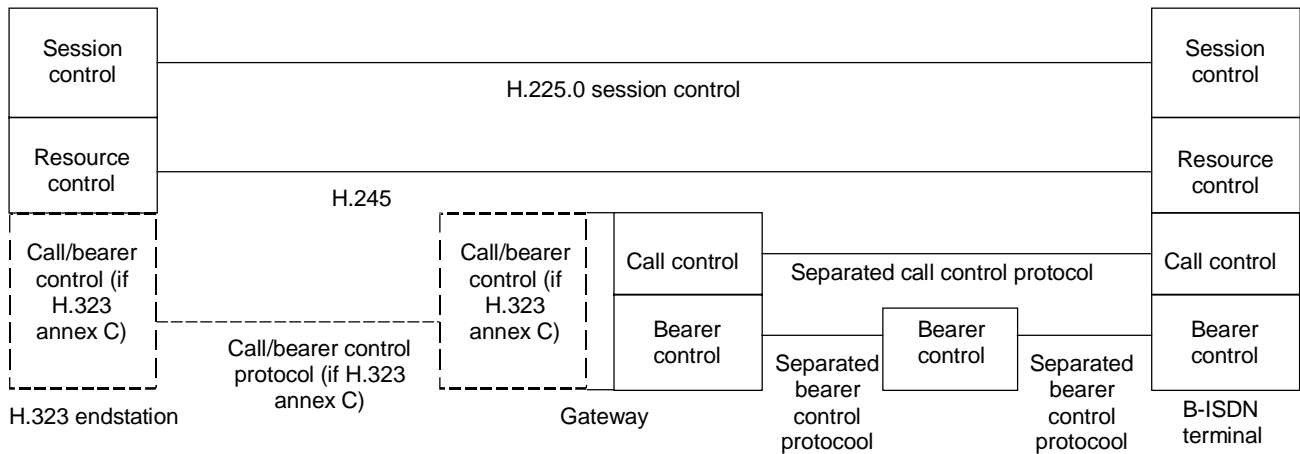 Session
control
Session
control
H.225.0 session control
Resource
control
Resource
control
H.245
Call/bearer
control (if
H.323
annex C)
Call/bearer
control (if
H.323
annex C)
Call control
Separated call control protocol
Call control
Call/bearer control
protocol (if H.323
annex C)
Bearer
control
Separated
bearer
control
protocool
Bearer
control
Separated
bearer
control
protocool
Bearer
control
H.323 endstation
Gateway
B-ISDN
terminal